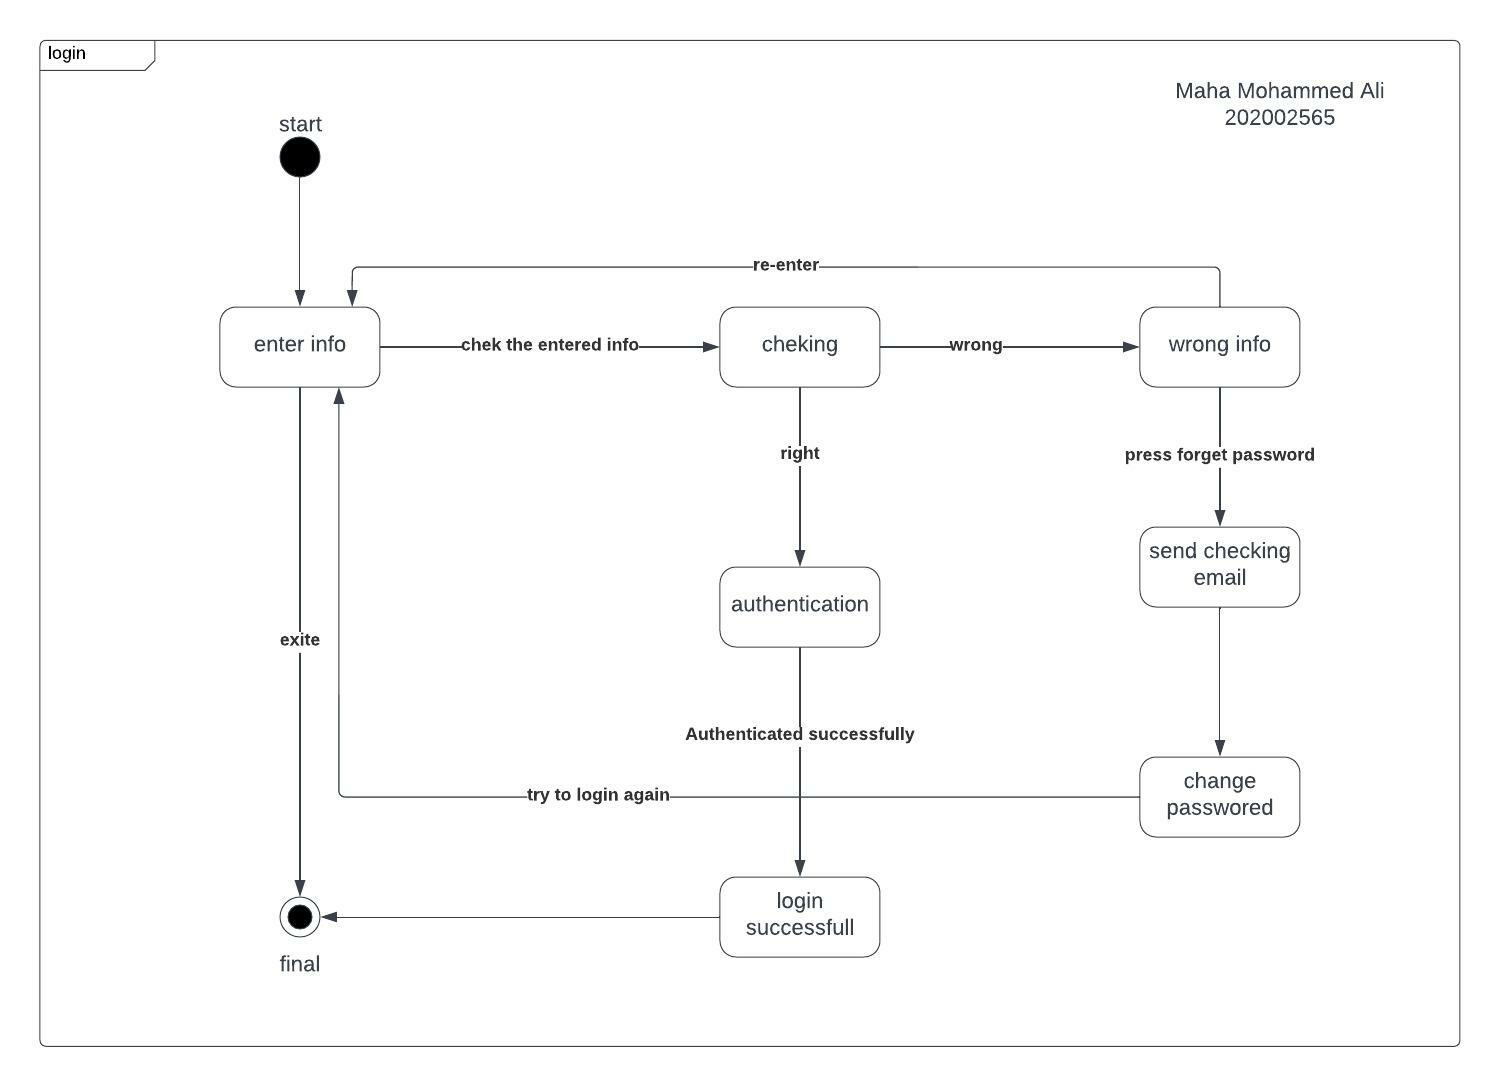 login
Maha Mohammed Ali
202002565
start
re-enter
enter info
chek the entered info
cheking
wrong
wrong info
right
press forget password
send checking
email
authentication
exite
Authenticated successfully
try to login again
change
passwored
login
successfull
final